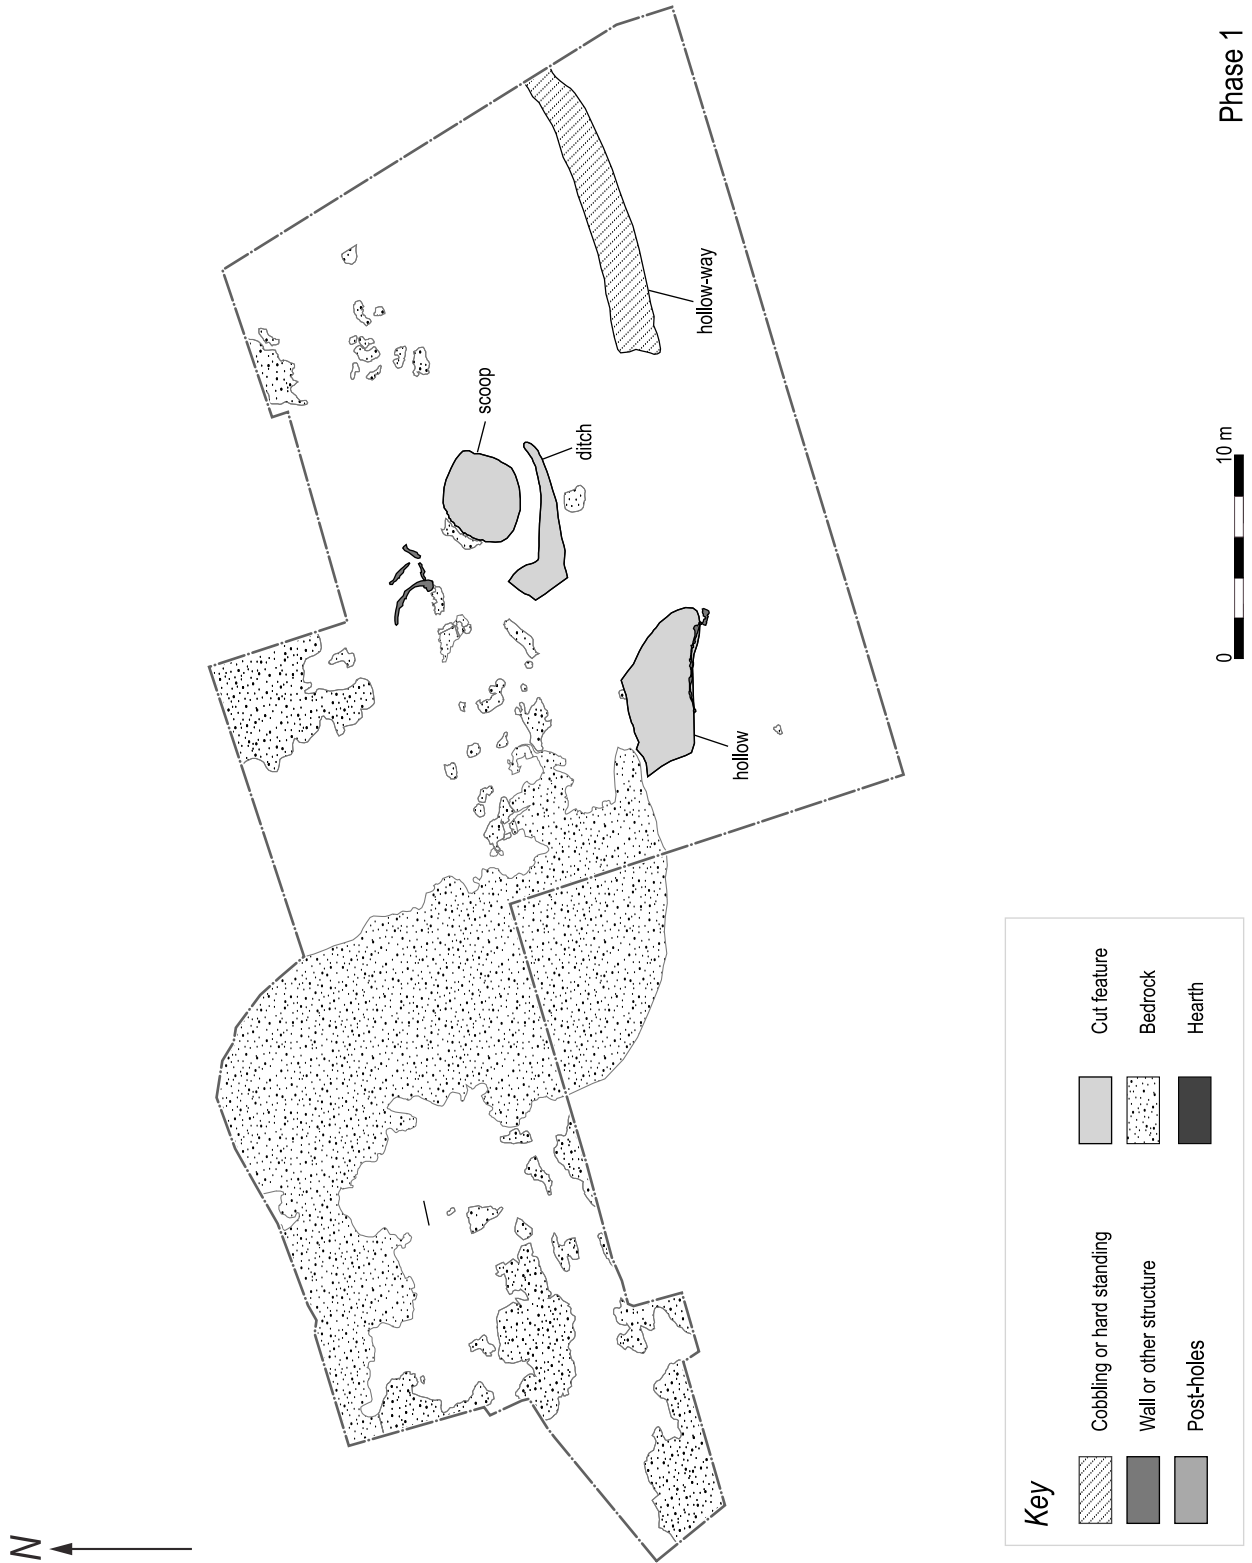 N
scoop
ditch
hollow-way
hollow
Key
Cobbling or hard standing
Wall or other structure
Post-holes
Cut feature
Bedrock
Hearth
0 10 m
Phase 1